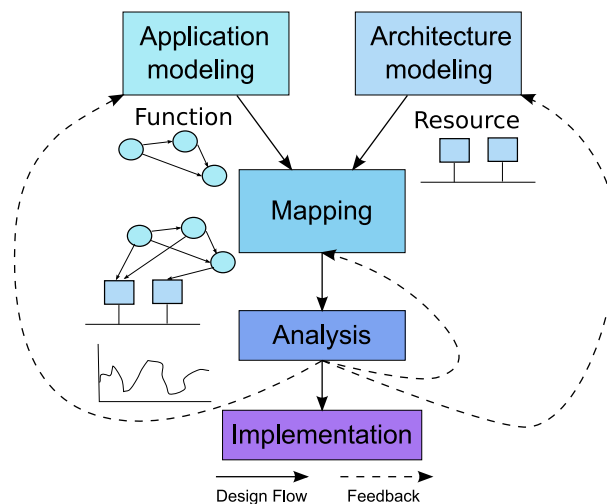 Application
modeling
Architecture
modeling
Function
Resource
Mapping
Analysis
Implementation
Design Flow
Feedback